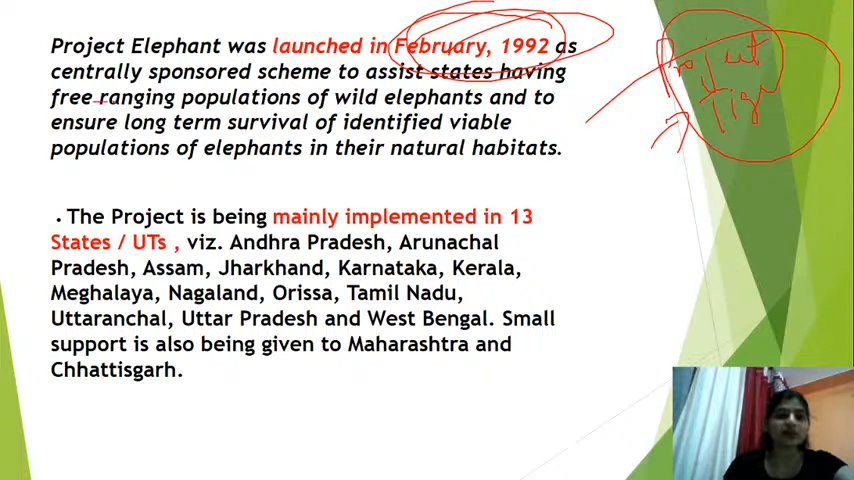 Project Elephant was launched in February, 1992 as
centrally sponsored scheme to assist states having
free ranging populations of wild elephants and to
ensure long term survival of identified viable
populations of elephants in their natural habitats.
. The Project is being mainly implemented in 13
States / UTs , viz. Andhra Pradesh, Arunachal
Pradesh, Assam, Jharkhand, Karnataka, Kerala,
Meghalaya, Nagaland, Orissa, Tamil Nadu,
Uttaranchal, Uttar Pradesh and West Bengal. Small
support is also being given to Maharashtra and
Chhattisgarh.